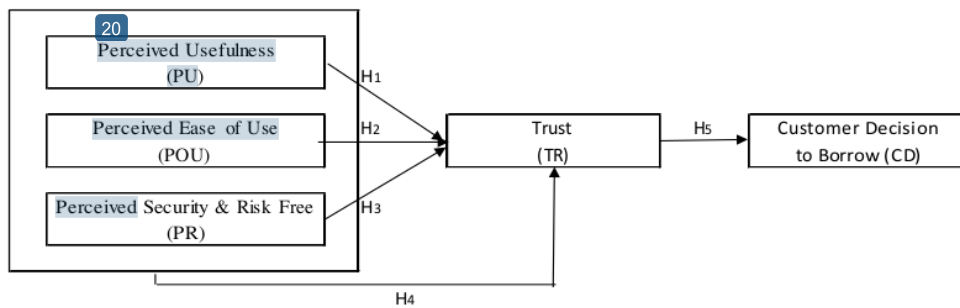 20
Perceived Usefulness
(PU)
H1
Perceived Ease of Use
(POU)
H2
Trust
(TR)
H5
Customer Decision
to Borrow (CD)
Perceived Security & Risk Free
(PR)
H3
H4